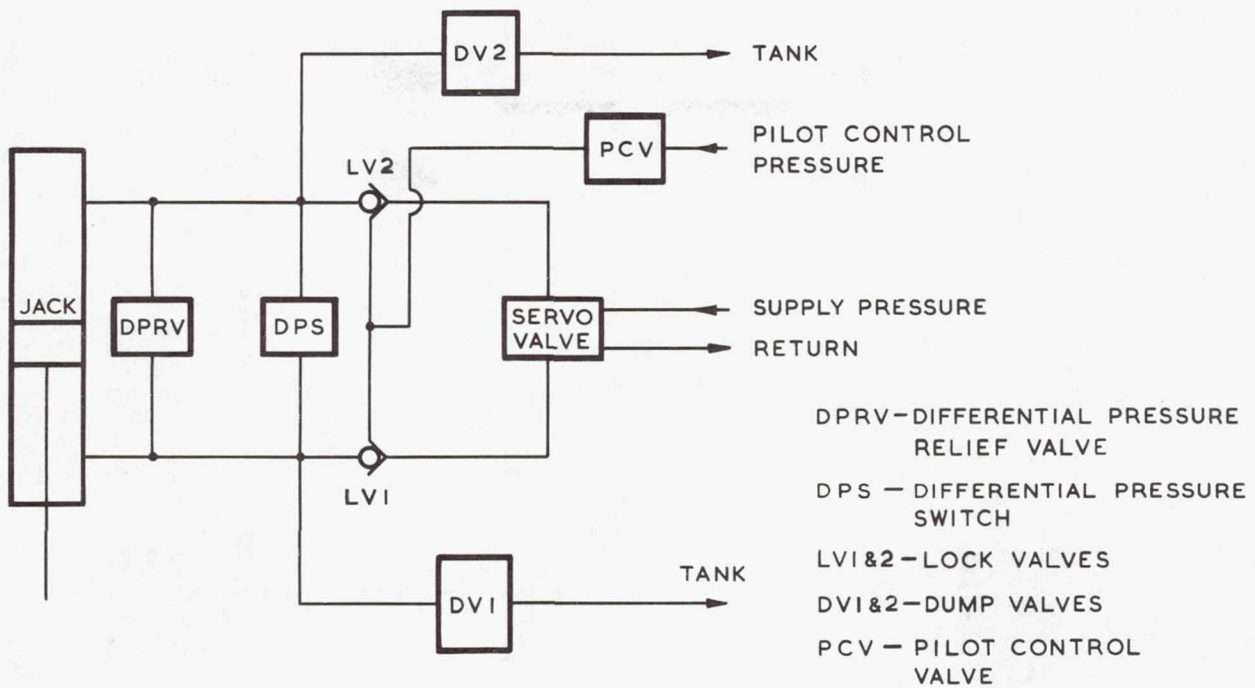 DV2
TANK
PCV
PILOT CONTROL
PRESSURE
LV2
JACK
DPRV
DPS
SERVO
VALVE
SUPPLY PRESSURE
RETURN
LV1
DV1
TANK
DPRV—DIFFERENTIAL PRESSURE
RELIEF VALVE
DPS — DIFFERENTIAL PRESSURE
SWITCH
LV1&2—LOCK VALVES
DV1&2—DUMP VALVES
PCV — PILOT CONTROL
VALVE